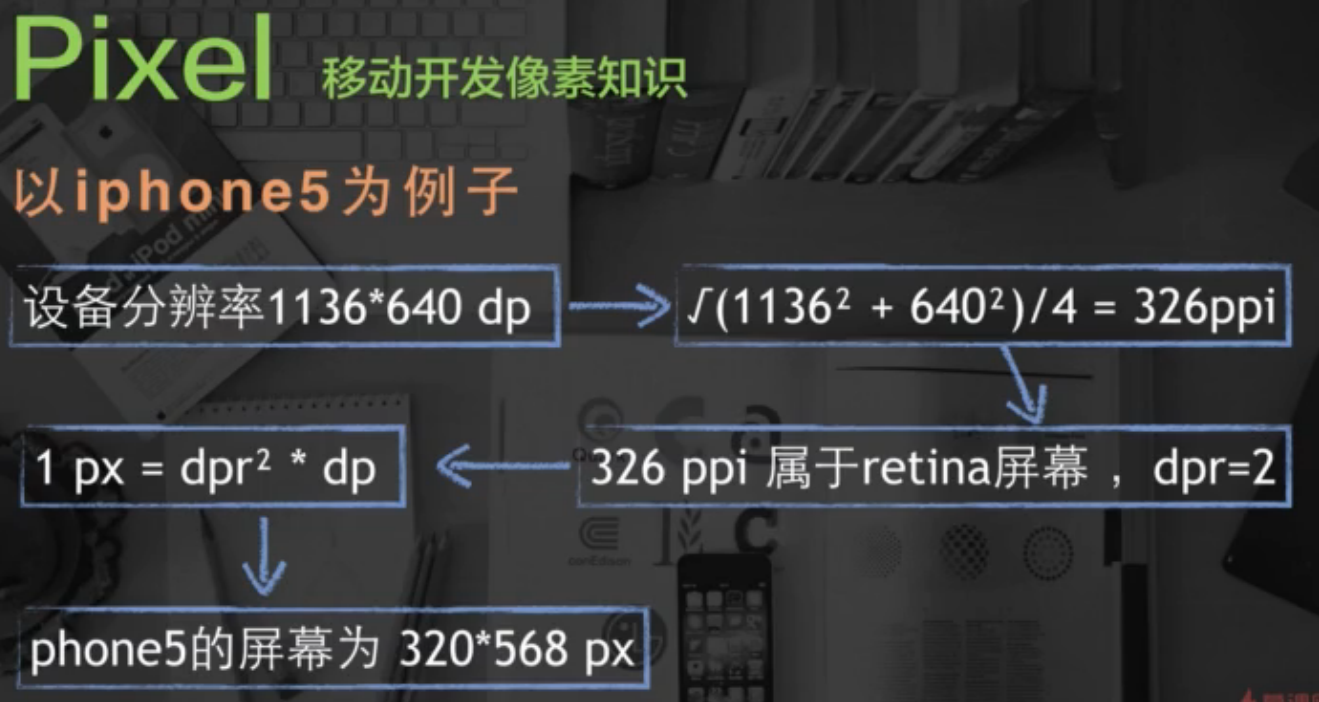 Pixel 移动开发像素知识
以iphone5为例子
设备分辨率1136*640 dp
√(1136² + 640²)/4 = 326ppi
326 ppi 属于retina屏幕 ，dpr=2
1 px = dpr² * dp
phone5的屏幕为 320*568 px